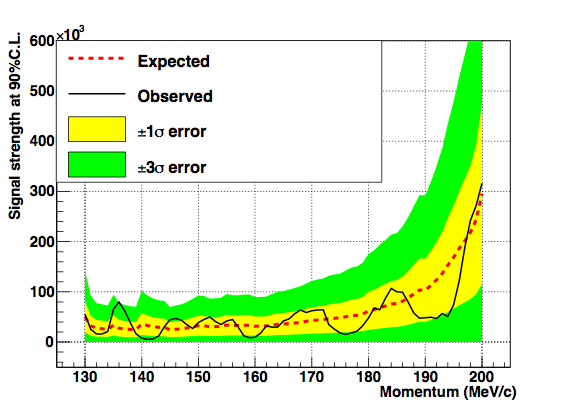 ×10³
Signal strength at 90%C.L.
600
500
400
300
200
100
0
Expected
Observed
±1σ error
±3σ error
130 140 150 160 170 180 190 200
Momentum (MeV/c)